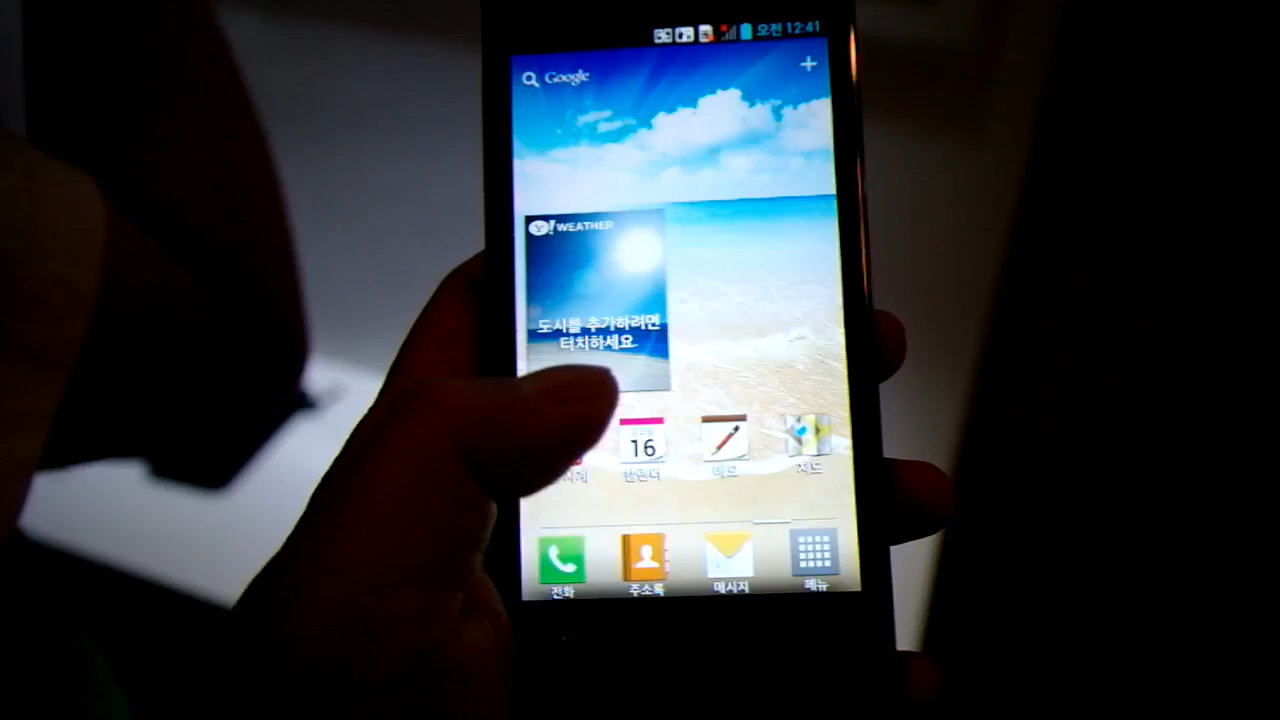 오전 12:41
Google
Y! WEATHER
도시를 추가하려면
터치하세요
16
캘린더
메모
지도
전화
주소록
메시지
메뉴